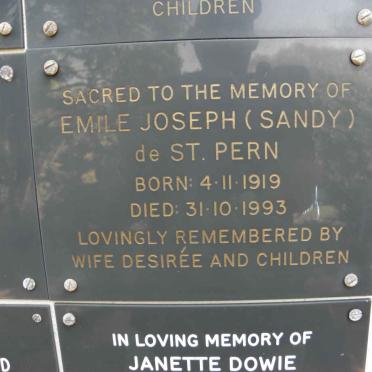 CHILDREN
SACRED TO THE MEMORY OF
EMILE JOSEPH (SANDY)
de ST. PERN
BORN: 4·11·1919
DIED: 31·10·1993
LOVINGLY REMEMBERED BY
WIFE DESIRÉE AND CHILDREN
D
IN LOVING MEMORY OF
JANETTE DOWIE